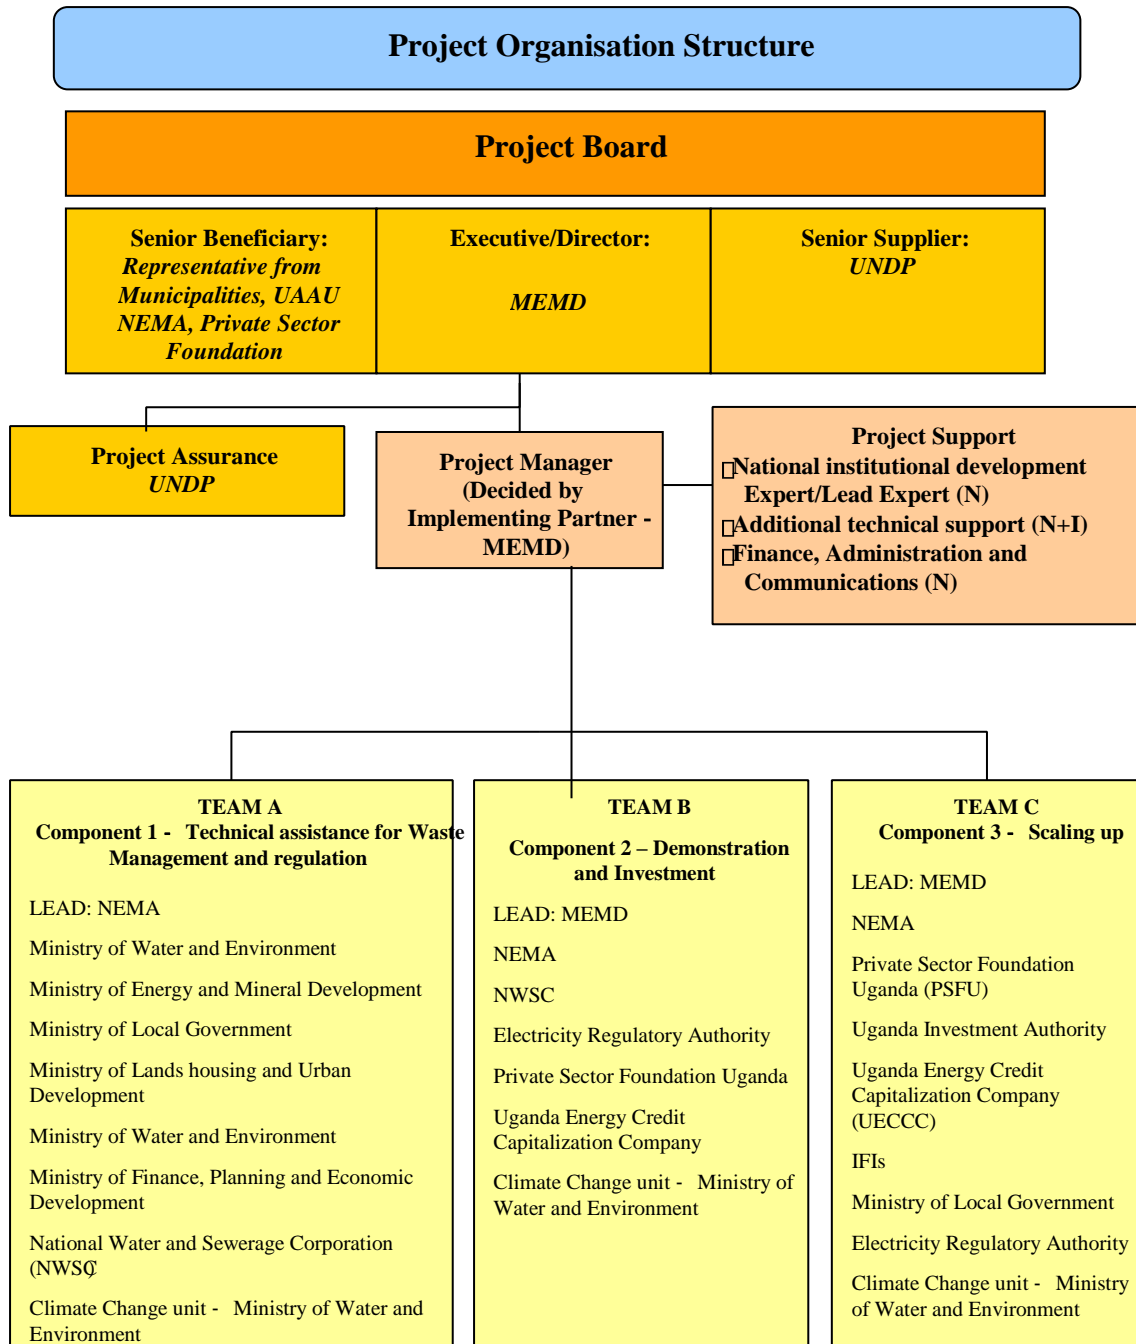 Project Organisation Structure
Project Board
Senior Beneficiary:
Representative from
Municipalities, UAAU
NEMA, Private Sector
Foundation
Executive/Director:
MEMD
Senior Supplier:
UNDP
Project Assurance
UNDP
Project Manager
(Decided by
Implementing Partner -
MEMD)
Project Support
National institutional development
Expert/Lead Expert (N)
Additional technical support (N+I)
Finance, Administration and
Communications (N)
TEAM A
Component 1 - Technical assistance for Waste
Management and regulation
LEAD: NEMA
Ministry of Water and Environment
Ministry of Energy and Mineral Development
Ministry of Local Government
Ministry of Lands housing and Urban
Development
Ministry of Water and Environment
Ministry of Finance, Planning and Economic
Development
National Water and Sewerage Corporation
(NWSC)
Climate Change unit - Ministry of Water and
Environment
TEAM B
Component 2 – Demonstration
and Investment
LEAD: MEMD
NEMA
NWSC
Electricity Regulatory Authority
Private Sector Foundation Uganda
Uganda Energy Credit
Capitalization Company
Climate Change unit - Ministry of
Water and Environment
TEAM C
Component 3 - Scaling up
LEAD: MEMD
NEMA
Private Sector Foundation
Uganda (PSFU)
Uganda Investment Authority
Uganda Energy Credit
Capitalization Company
(UECCC)
IFIs
Ministry of Local Government
Electricity Regulatory Authority
Climate Change unit - Ministry
of Water and Environment